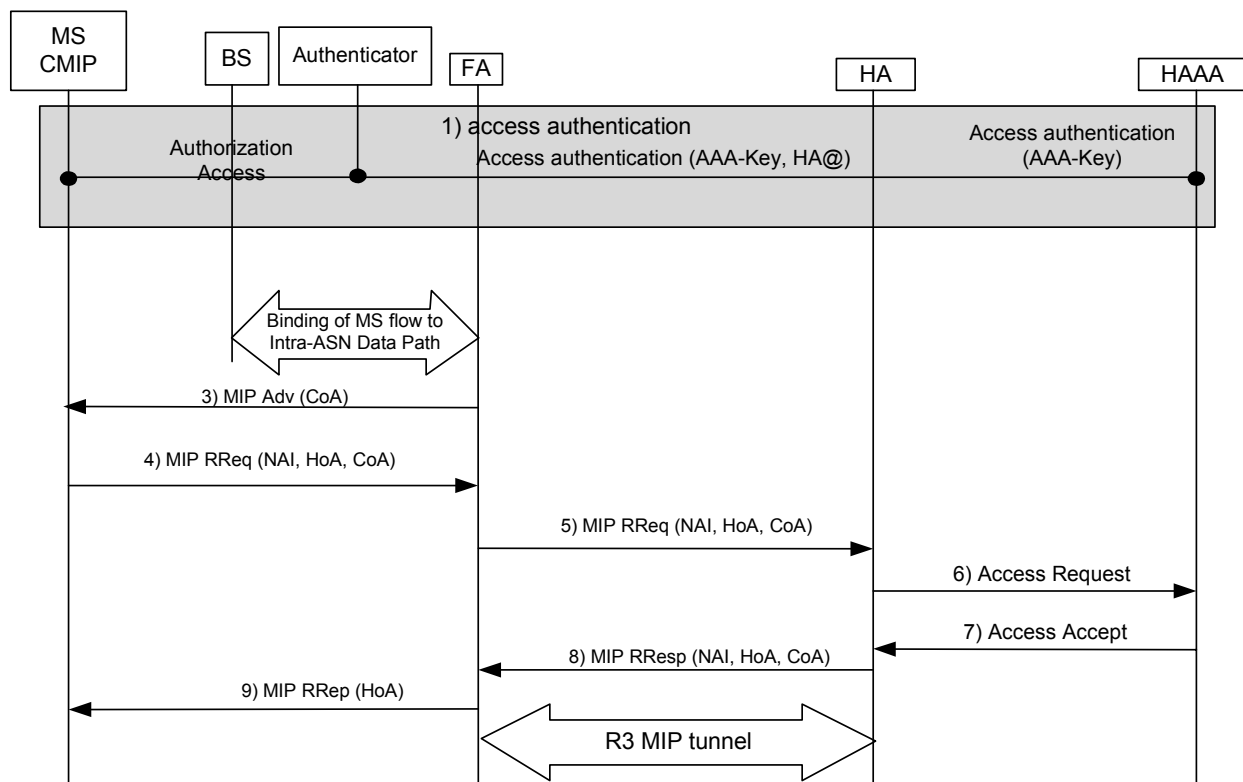 MS
CMIP
BS
Authenticator
FA
HA
HAAA
1) access authentication
Authorization
Access
Access authentication (AAA-Key, HA@)
Access authentication
(AAA-Key)
Binding of MS flow to
Intra-ASN Data Path
3) MIP Adv (CoA)
4) MIP RReq (NAI, HoA, CoA)
5) MIP RReq (NAI, HoA, CoA)
6) Access Request
7) Access Accept
8) MIP RResp (NAI, HoA, CoA)
9) MIP RRep (HoA)
R3 MIP tunnel